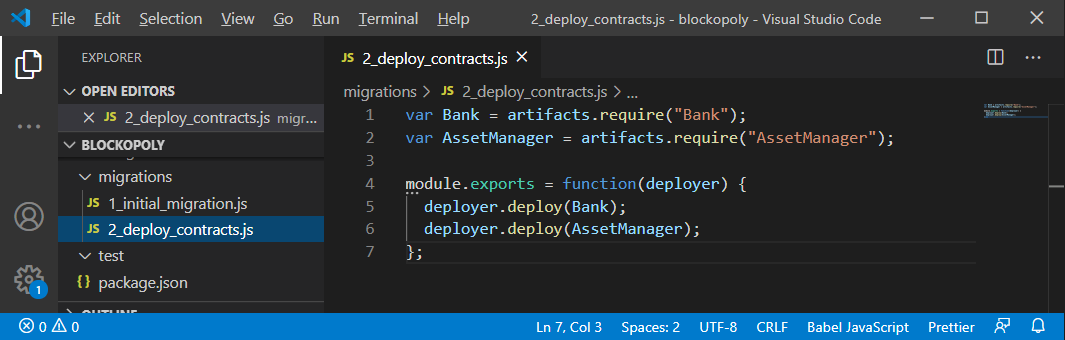 File Edit Selection View Go Run Terminal Help 2_deploy_contracts.js - blockopoly - Visual Studio Code
EXPLORER
OPEN EDITORS
JS 2_deploy_contracts.js migr...
BLOCKOPOLY
migrations
JS 1_initial_migration.js
JS 2_deploy_contracts.js
test
{} package.json
JS 2_deploy_contracts.js
migrations > JS 2_deploy_contracts.js > ...
1 var Bank = artifacts.require("Bank");
2 var AssetManager = artifacts.require("AssetManager");
3
4 module.exports = function(deployer) {
5 deployer.deploy(Bank);
6 deployer.deploy(AssetManager);
7 };
1
0 0 Ln 7, Col 3 Spaces: 2 UTF-8 CRLF Babel JavaScript Prettier